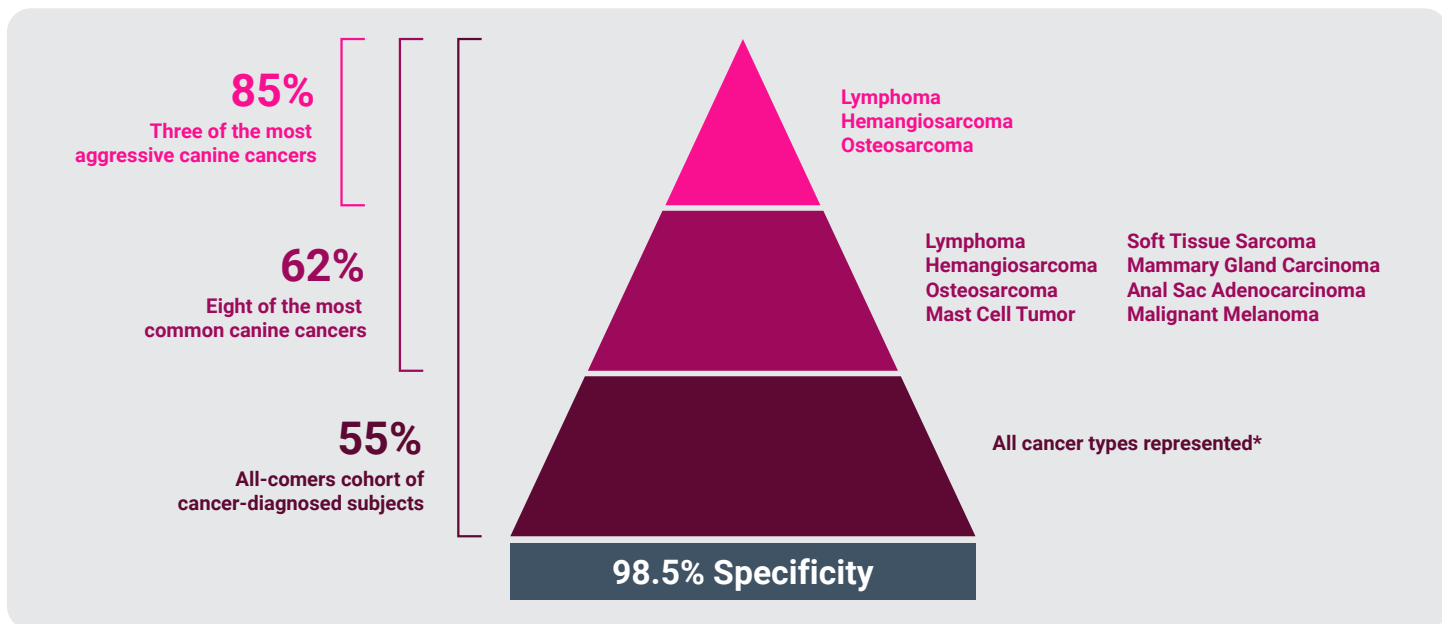 85%
Three of the most
aggressive canine cancers
Lymphoma
Hemangiosarcoma
Osteosarcoma
62%
Eight of the most
common canine cancers
Lymphoma
Hemangiosarcoma
Osteosarcoma
Mast Cell Tumor
Soft Tissue Sarcoma
Mammary Gland Carcinoma
Anal Sac Adenocarcinoma
Malignant Melanoma
55%
All-comers cohort of
cancer-diagnosed subjects
All cancer types represented*
98.5% Specificity